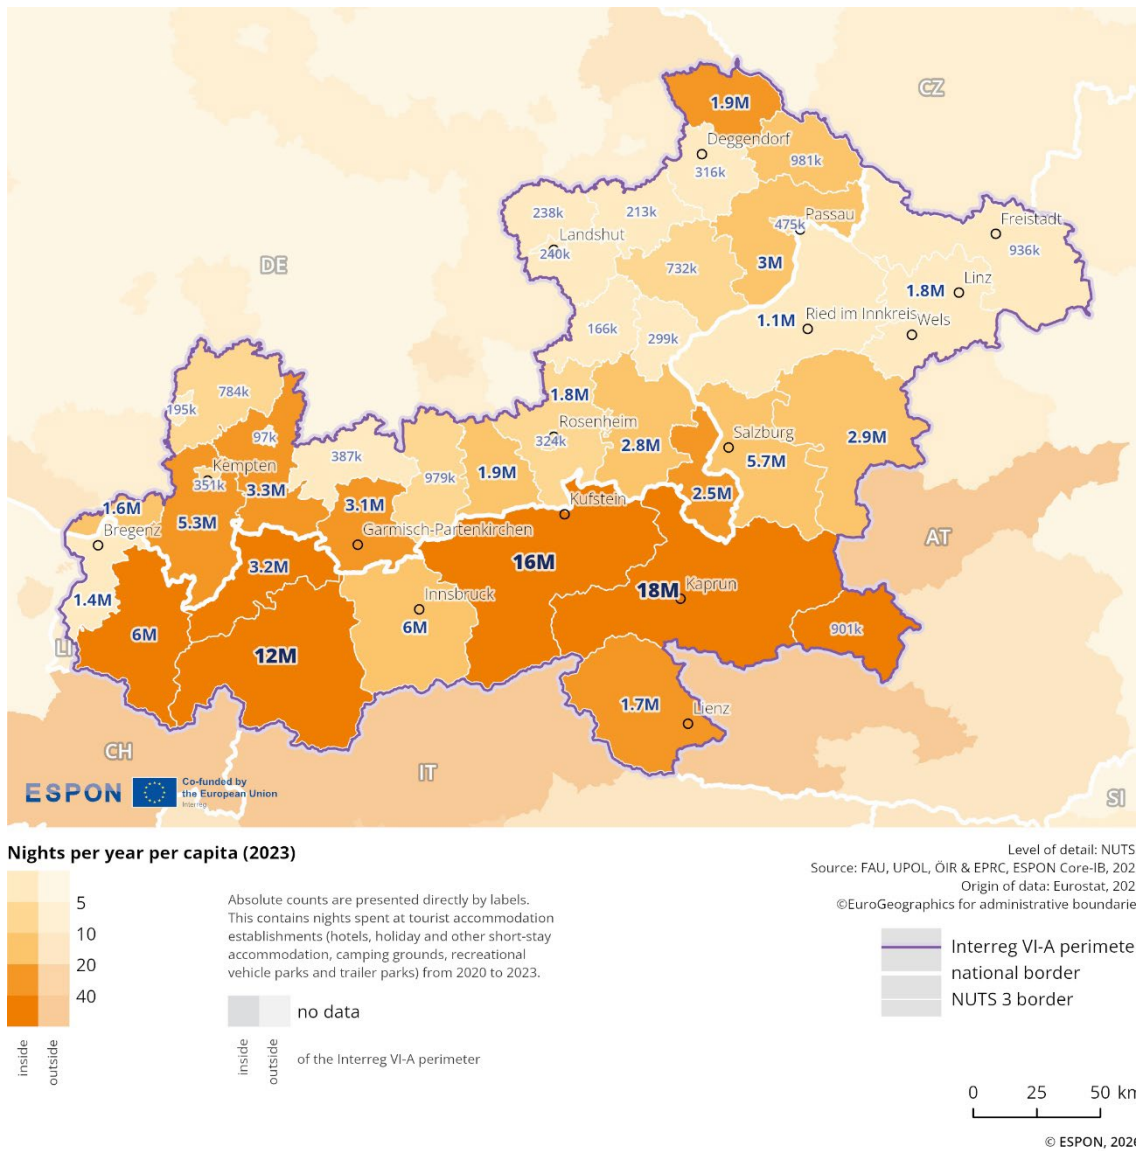 CZ
1.9M
Deggendorf
316k
981k
238k
213k
Landshut
240k
475k
Passau
Freistadt
936k
DE
732k
3M
Linz
1.8M
166k
299k
1.1M
Ried im Innkreis
Wels
784k
195k
97k
387k
1.8M
Rosenheim
324k
2.8M
Salzburg
5.7M
2.9M
Kempten
351k
3.3M
979k
1.9M
2.5M
1.6M
5.3M
3.1M
Kufstein
Bregenz
Garmisch-Partenkirchen
AT
3.2M
16M
1.4M
Innsbruck
18M
Kaprun
6M
6M
901k
LI
12M
1.7M
Lienz
CH
IT
SI
ESPON
Co-funded by
the European Union
Interreg
Nights per year per capita (2023)
5
10
20
40
inside
outside
Absolute counts are presented directly by labels.
This contains nights spent at tourist accommodation
establishments (hotels, holiday and other short-stay
accommodation, camping grounds, recreational
vehicle parks and trailer parks) from 2020 to 2023.
no data
inside
outside
of the Interreg VI-A perimeter
Level of detail: NUTS
Source: FAU, UPOL, ÖIR & EPRC, ESPON Core-IB, 202
Origin of data: Eurostat, 202
©EuroGeographics for administrative boundarie
Interreg VI-A perimete
national border
NUTS 3 border
0 25 50 km
© ESPON, 2026